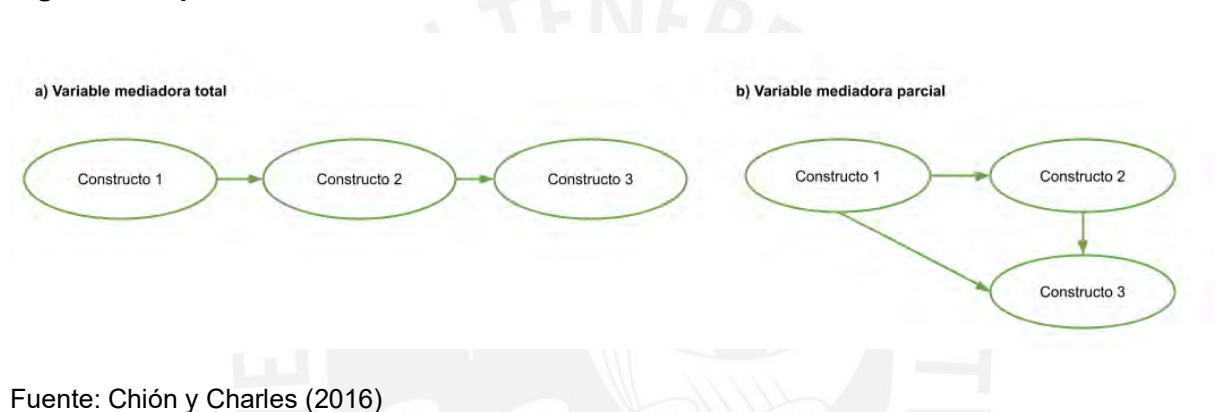 a) Variable mediadora total
Constructo 1
Constructo 2
Constructo 3
b) Variable mediadora parcial
Constructo 1
Constructo 2
Constructo 3
Fuente: Chión y Charles (2016)